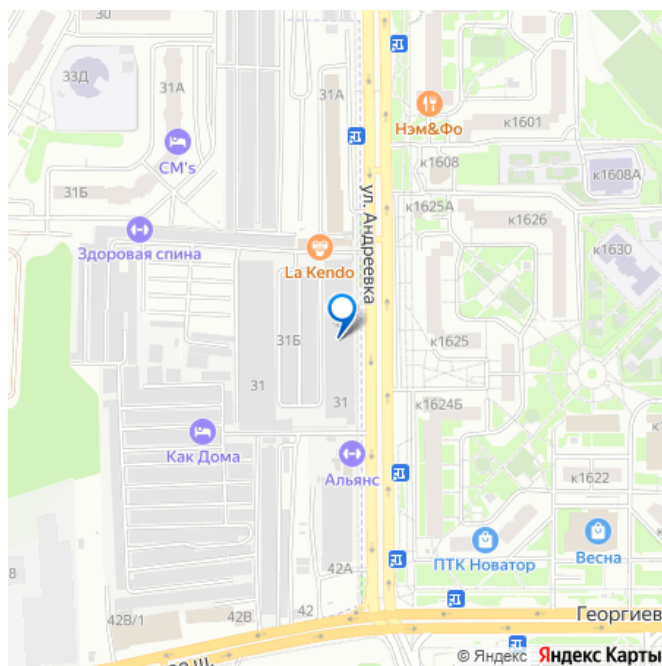 30
33Д
31А
31А
Нэм&Фо
к1601
CM's
к1608
к1608А
31Б
к1625А
к1626
ул. Андреевка
Здоровая спина
La Kendo
к1630
31Б
к1625
31
31
к1624Б
Как Дома
Альянс
к1622
ПТК Новатор
Весна
42А
8
42В/1
42В
42
Георгиев
© Яндекс Яндекс Карты